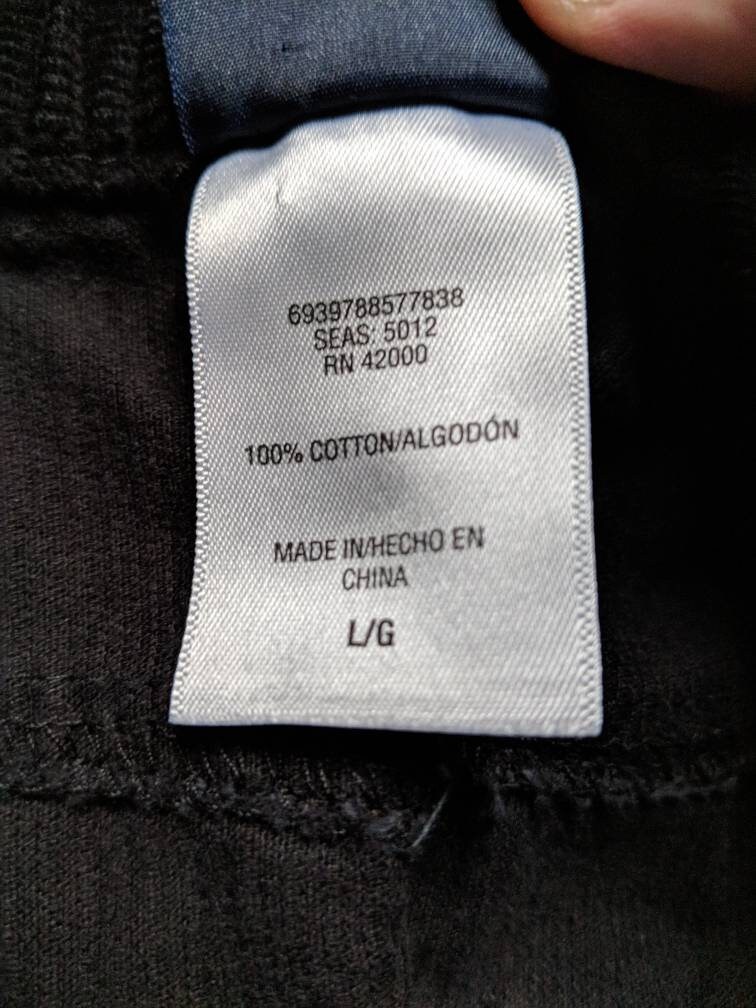 6939788577838
SEAS: 5012
RN 42000
100% COTTON/ALGODÓN
MADE IN/HECHO EN
CHINA
L/G